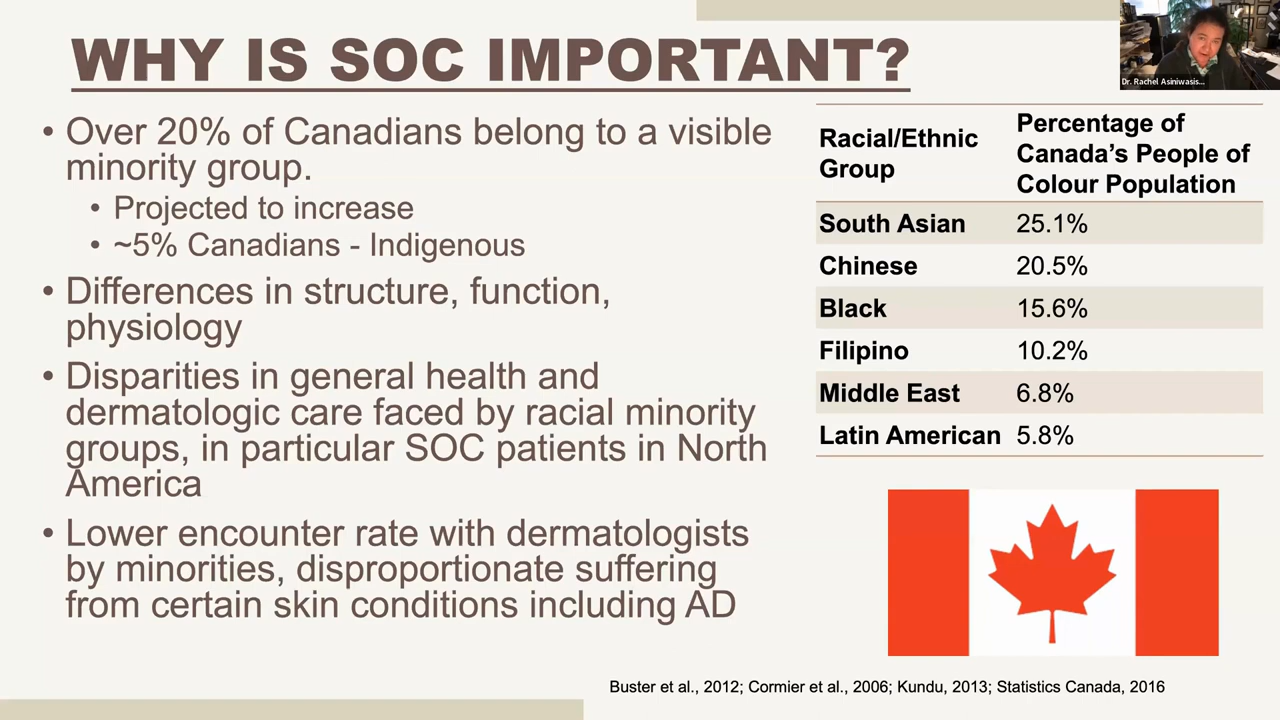 WHY IS SOC IMPORTANT?
• Over 20% of Canadians belong to a visible
minority group.
• Projected to increase
• ~5% Canadians - Indigenous
• Differences in structure, function,
physiology
• Disparities in general health and
dermatologic care faced by racial minority
groups, in particular SOC patients in North
America
• Lower encounter rate with dermatologists
by minorities, disproportionate suffering
from certain skin conditions including AD
Dr. Rachel Asiniwasis...
Racial/Ethnic
Group
Percentage of
Canada's People of
Colour Population
South Asian 25.1%
Chinese 20.5%
Black 15.6%
Filipino 10.2%
Middle East 6.8%
Latin American 5.8%
Buster et al., 2012; Cormier et al., 2006; Kundu, 2013; Statistics Canada, 2016